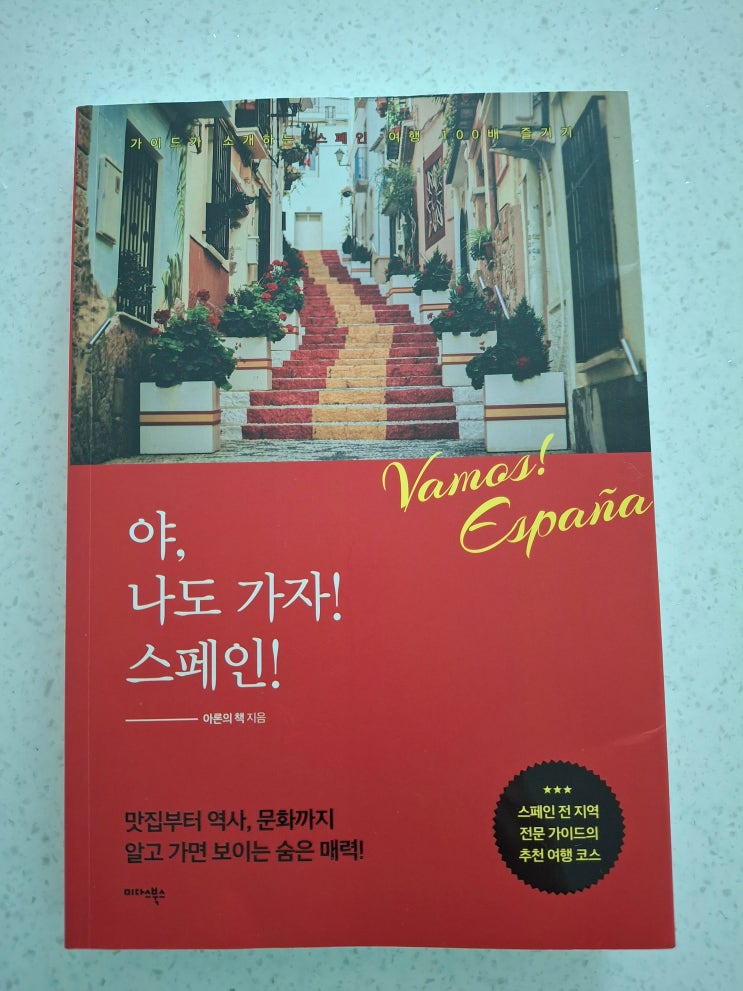 가이드가 소개하는 스페인 여행 100배 즐기기
Vamos!
España
야,
나도 가자!
스페인!
아론의 책 지음
맛집부터 역사, 문화까지
알고 가면 보이는 숨은 매력!
★★★
스페인 전 지역
전문 가이드의
추천 여행 코스
미다스북스